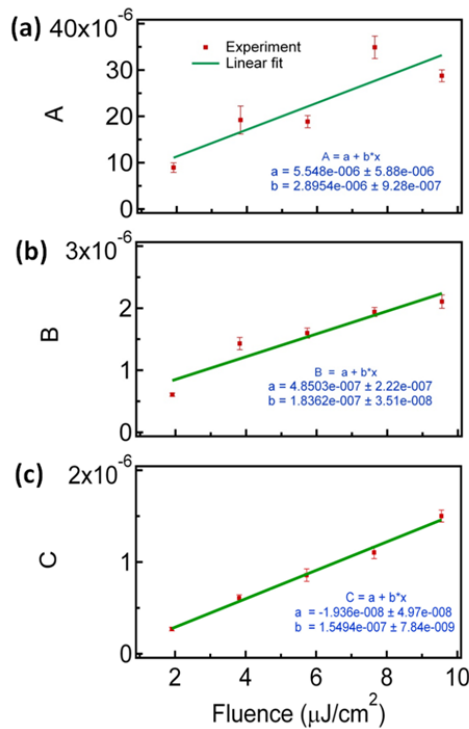 (a)
40x10-6
30
20
10
0
A
Experiment
Linear fit
A = a + b*x
a = 5.548e-006 ± 5.88e-006
b = 2.8954e-006 ± 9.28e-007
(b)
3x10-6
2
1
0
B
B = a + b*x
a = 4.8503e-007 ± 2.22e-007
b = 1.8362e-007 ± 3.51e-008
(c)
2x10-6
1
0
C
C = a + b*x
a = -1.936e-008 ± 4.97e-008
b = 1.5494e-007 ± 7.84e-009
2 4 6 8 10
Fluence (μJ/cm2)